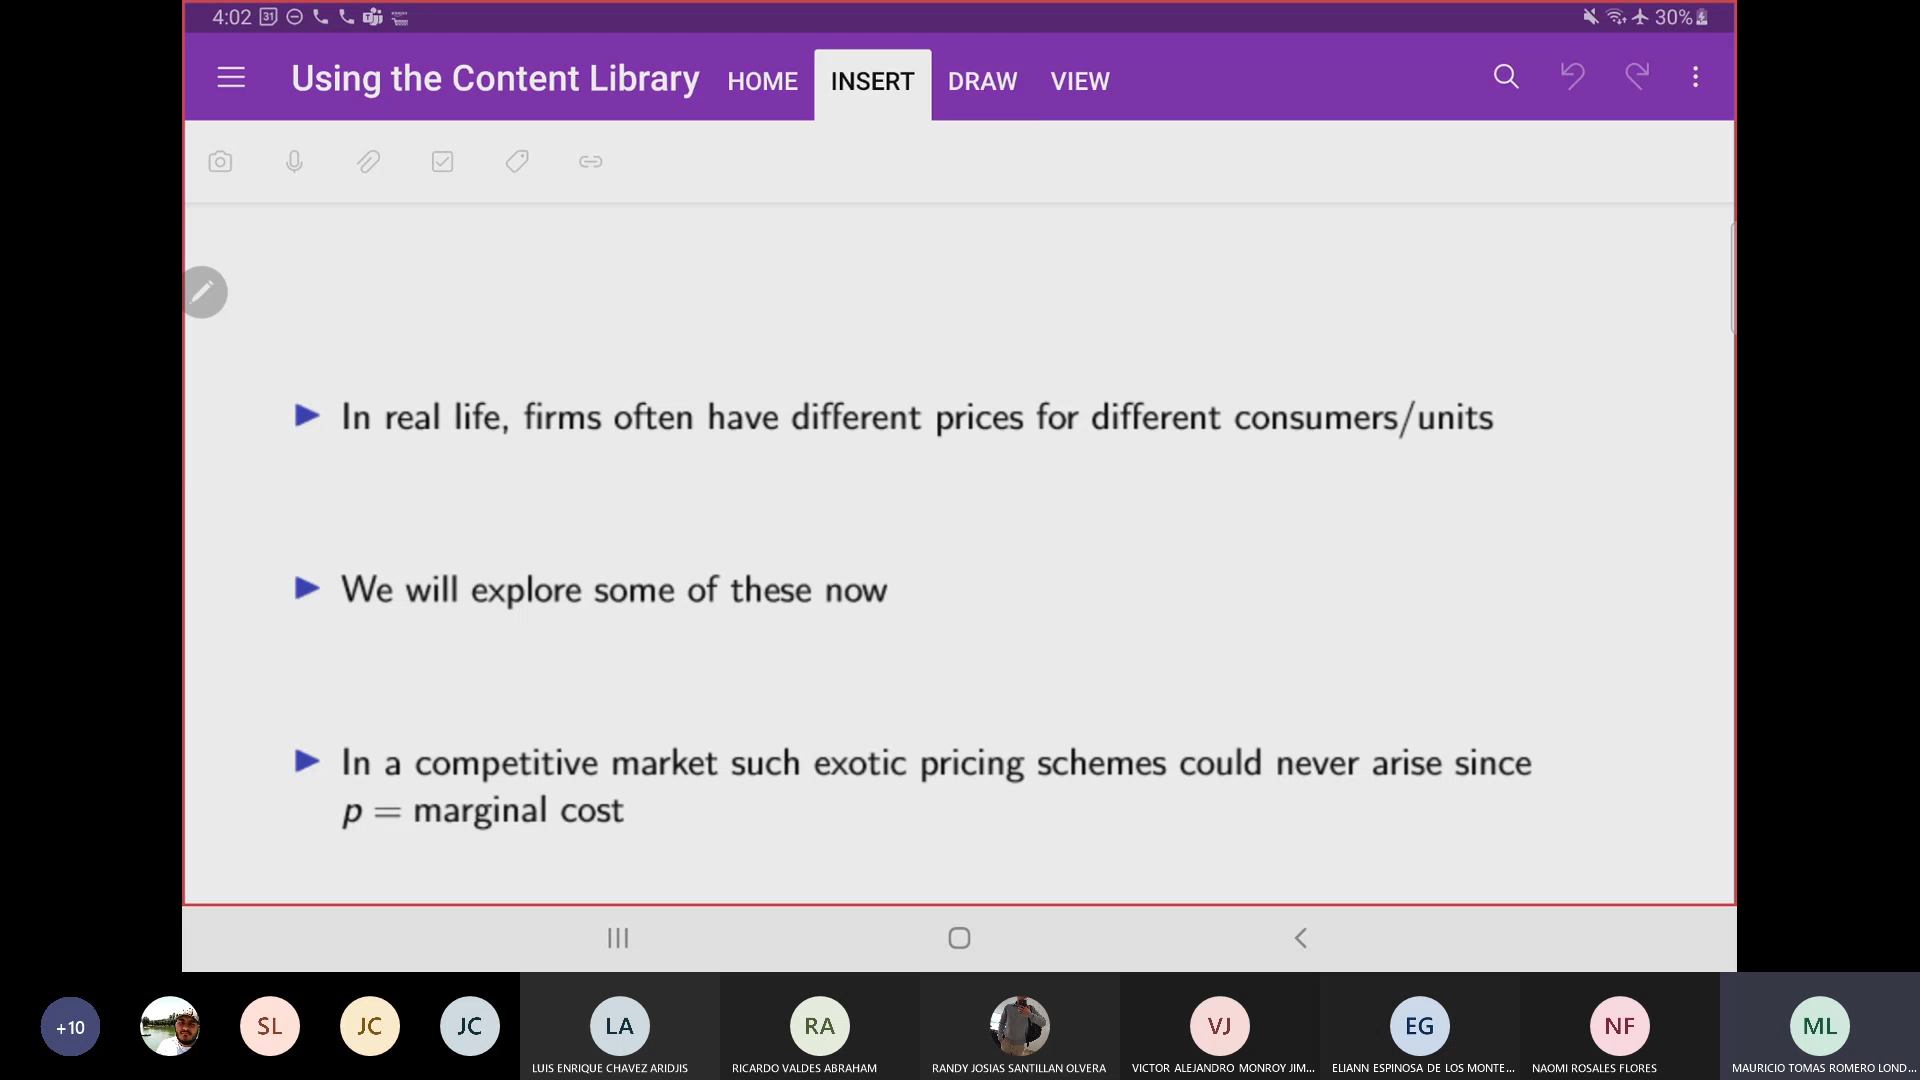 4:02 31 30%
Using the Content Library HOME INSERT DRAW VIEW
In real life, firms often have different prices for different consumers/units
We will explore some of these now
In a competitive market such exotic pricing schemes could never arise since
p = marginal cost
+10 SL JC JC LA RA VJ EG NF ML
LUIS ENRIQUE CHAVEZ ARIDJIS RICARDO VALDES ABRAHAM RANDY JOSIAS SANTILLAN OLVERA VICTOR ALEJANDRO MONROY JIM... ELIANN ESPINOSA DE LOS MONTE... NAOMI ROSALES FLORES MAURICIO TOMAS ROMERO LOND...